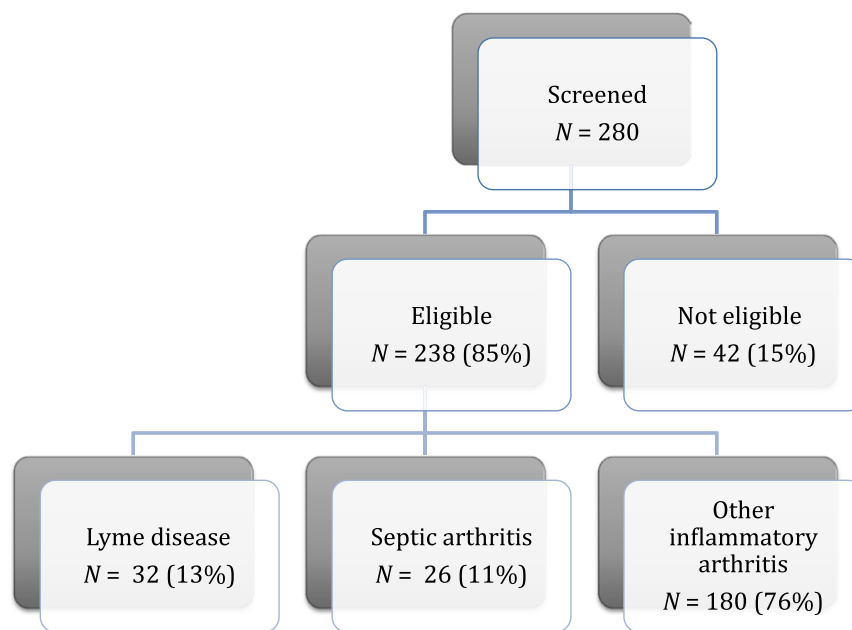 Screened
N = 280
Eligible
N = 238 (85%)
Not eligible
N = 42 (15%)
Lyme disease
N = 32 (13%)
Septic arthritis
N = 26 (11%)
Other
inflammatory
arthritis
N = 180 (76%)